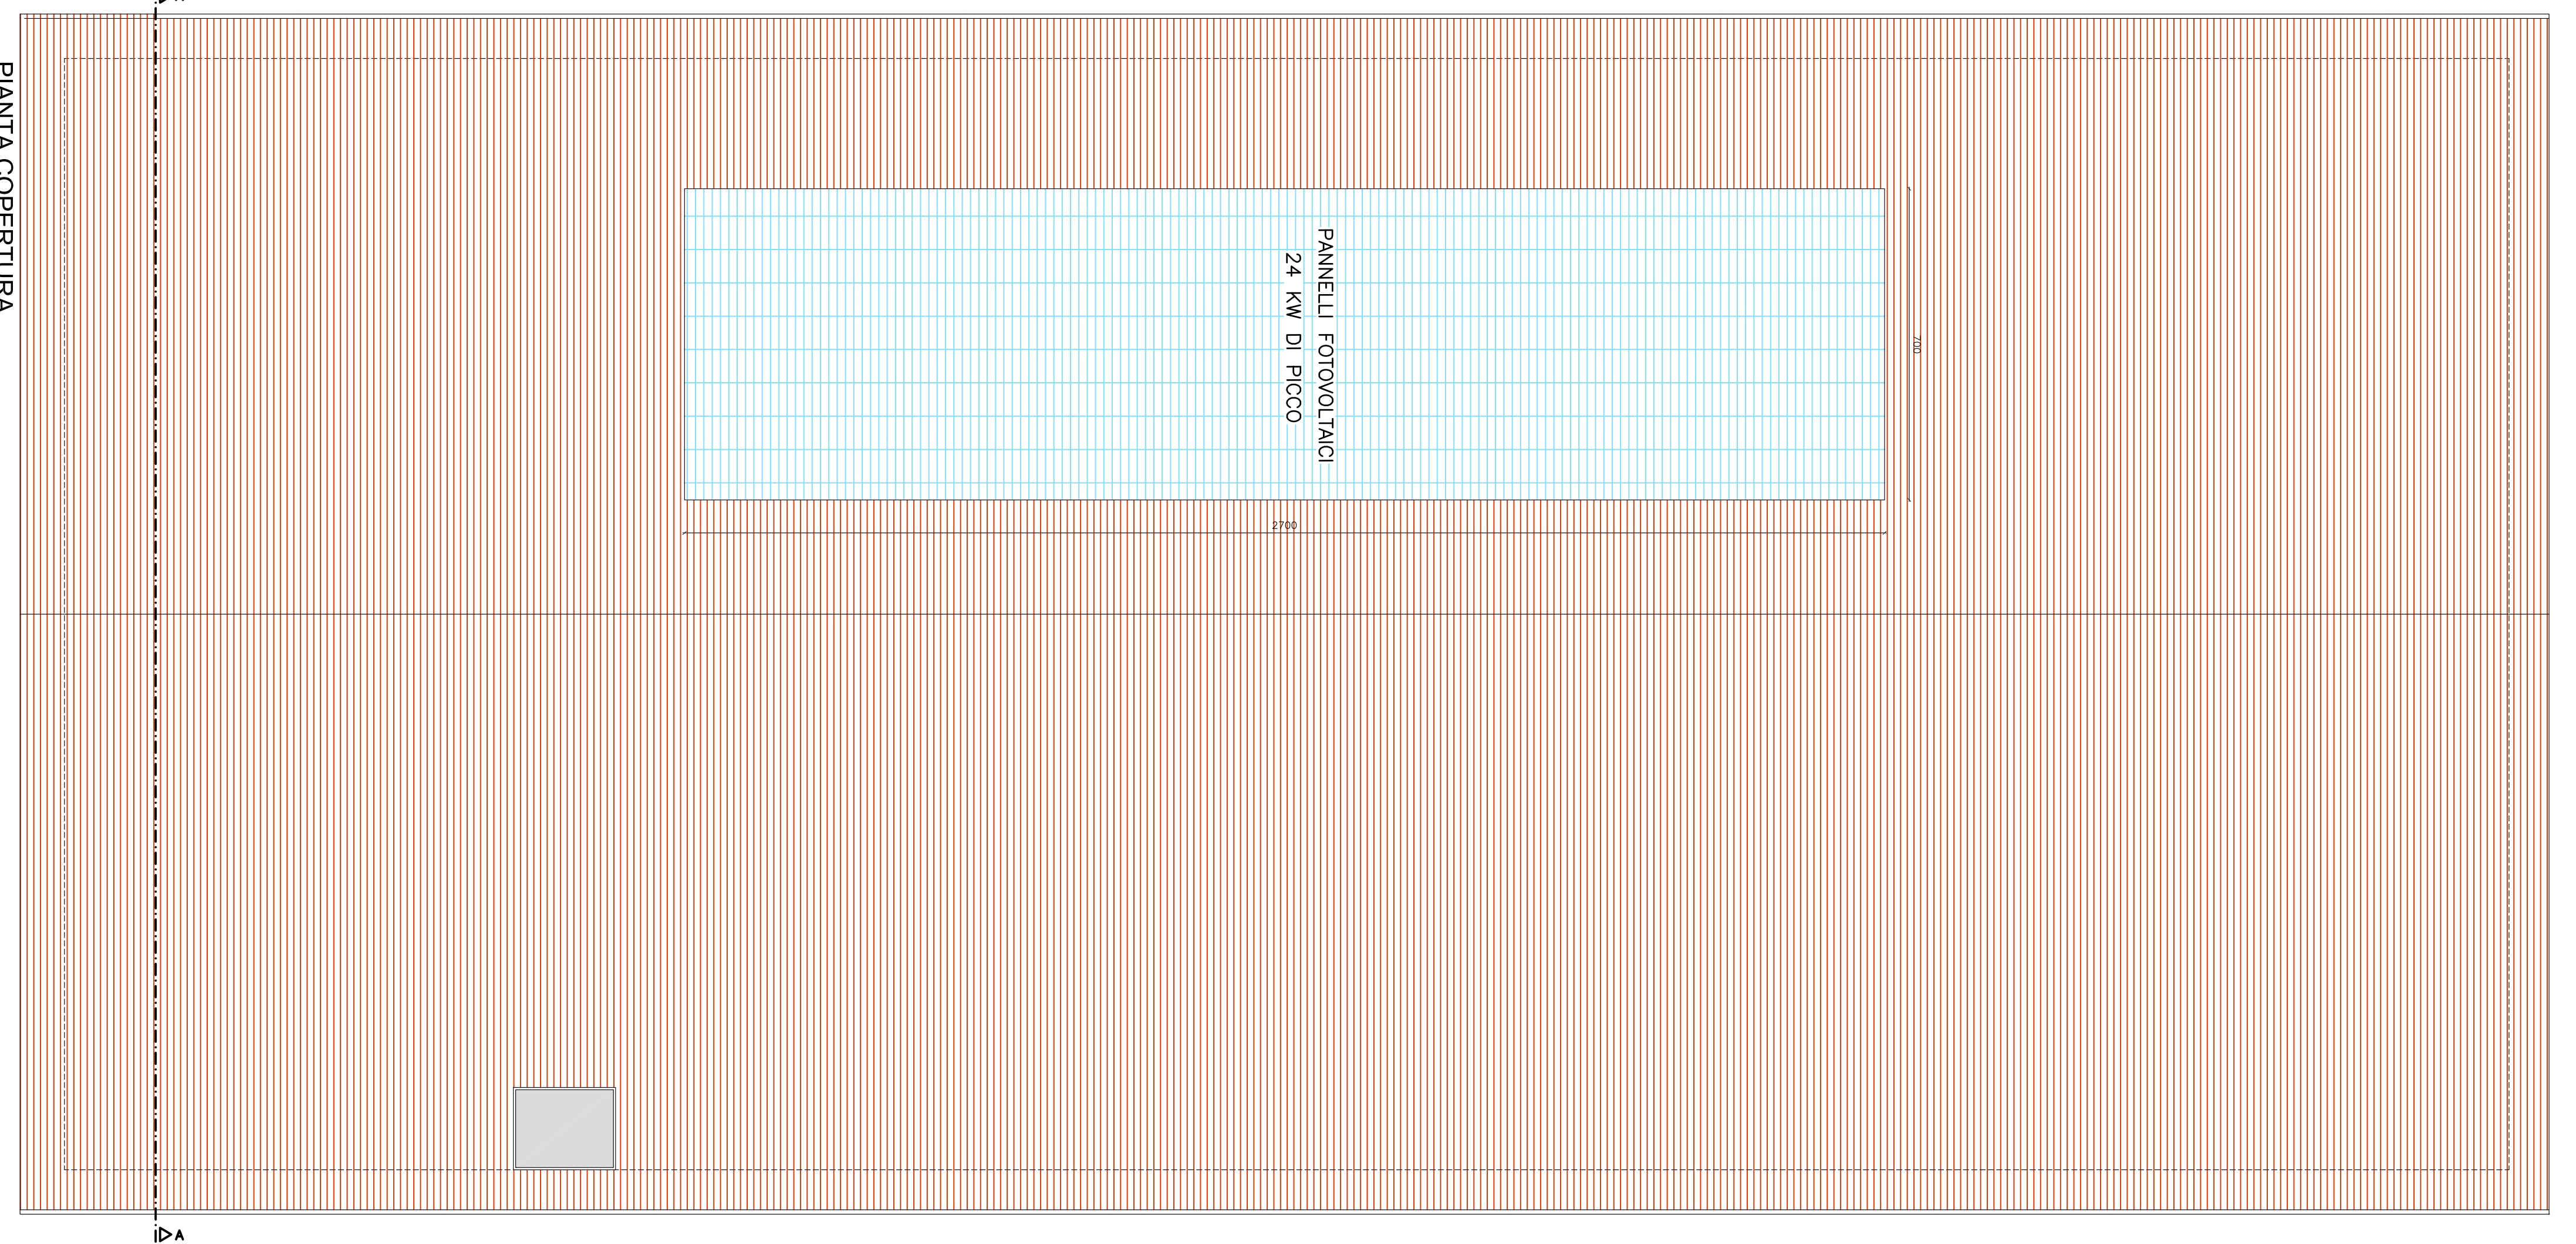 PIANTA COPERTURA
PANNELLI FOTOVOLTAICI
24 KW DI PICCO
700
2700
A